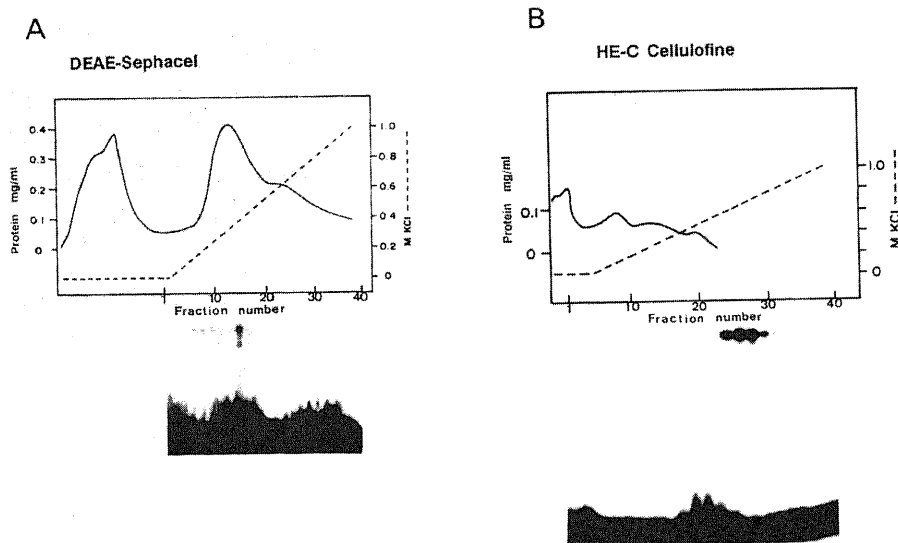 A
DEAE-Sephacel
Protein mg/ml
0.4
0.3
0.2
0.1
0
1.0
0.8
0.6
0.4
0.2
0
M KCl
1 10 20 30 40
Fraction number
B
HE-C Cellulofine
Protein mg/ml
0.1
0
1.0
0
M KCl
1 10 20 30 40
Fraction number